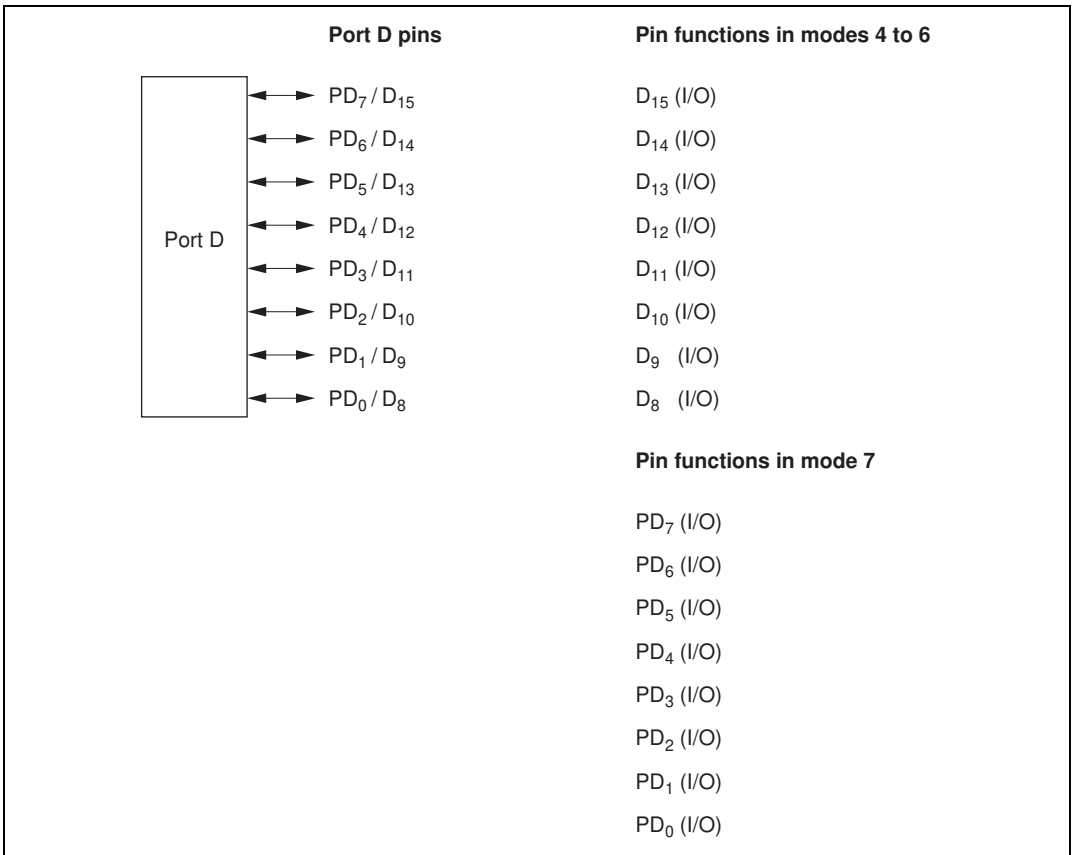 Port D pins Pin functions in modes 4 to 6
PD₇ / D₁₅ D₁₅ (I/O)
PD₆ / D₁₄ D₁₄ (I/O)
PD₅ / D₁₃ D₁₃ (I/O)
PD₄ / D₁₂ D₁₂ (I/O)
Port D
PD₃ / D₁₁ D₁₁ (I/O)
PD₂ / D₁₀ D₁₀ (I/O)
PD₁ / D₉ D₉ (I/O)
PD₀ / D₈ D₈ (I/O)
Pin functions in mode 7
PD₇ (I/O)
PD₆ (I/O)
PD₅ (I/O)
PD₄ (I/O)
PD₃ (I/O)
PD₂ (I/O)
PD₁ (I/O)
PD₀ (I/O)